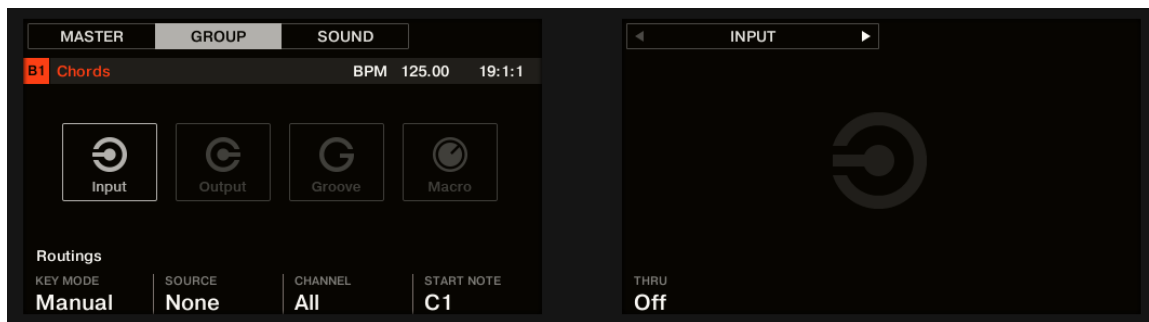 MASTER GROUP SOUND
B1 Chords BPM 125.00 19:1:1
Input Output Groove Macro
Routings
KEY MODE SOURCE CHANNEL START NOTE
Manual None All C1
INPUT
THRU
Off